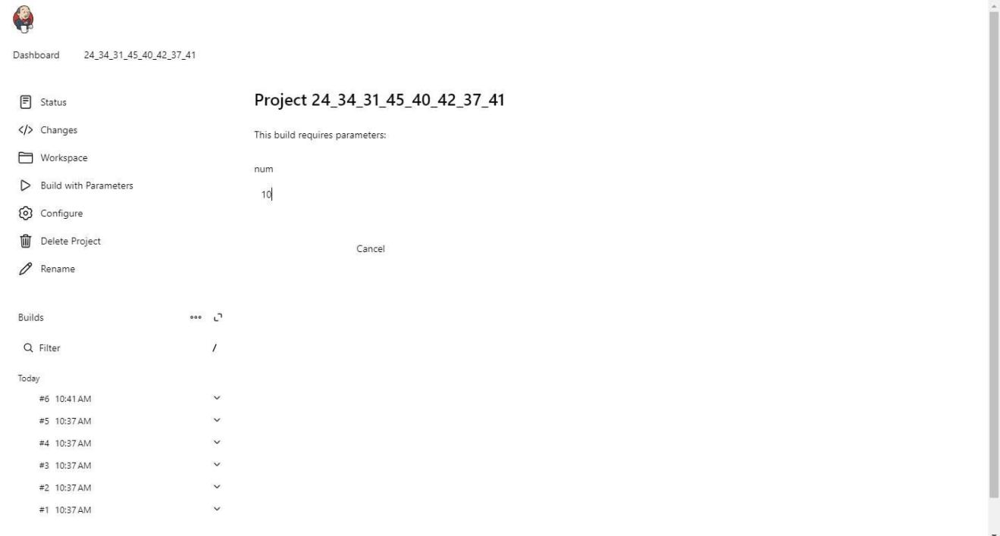 Dashboard 24_34_31_45_40_42_37_41
Status
Changes
Workspace
Build with Parameters
Configure
Delete Project
Rename
Project 24_34_31_45_40_42_37_41
This build requires parameters:
num
10
Cancel
Builds
Filter /
Today
#6 10:41 AM
#5 10:37 AM
#4 10:37 AM
#3 10:37 AM
#2 10:37 AM
#1 10:37 AM